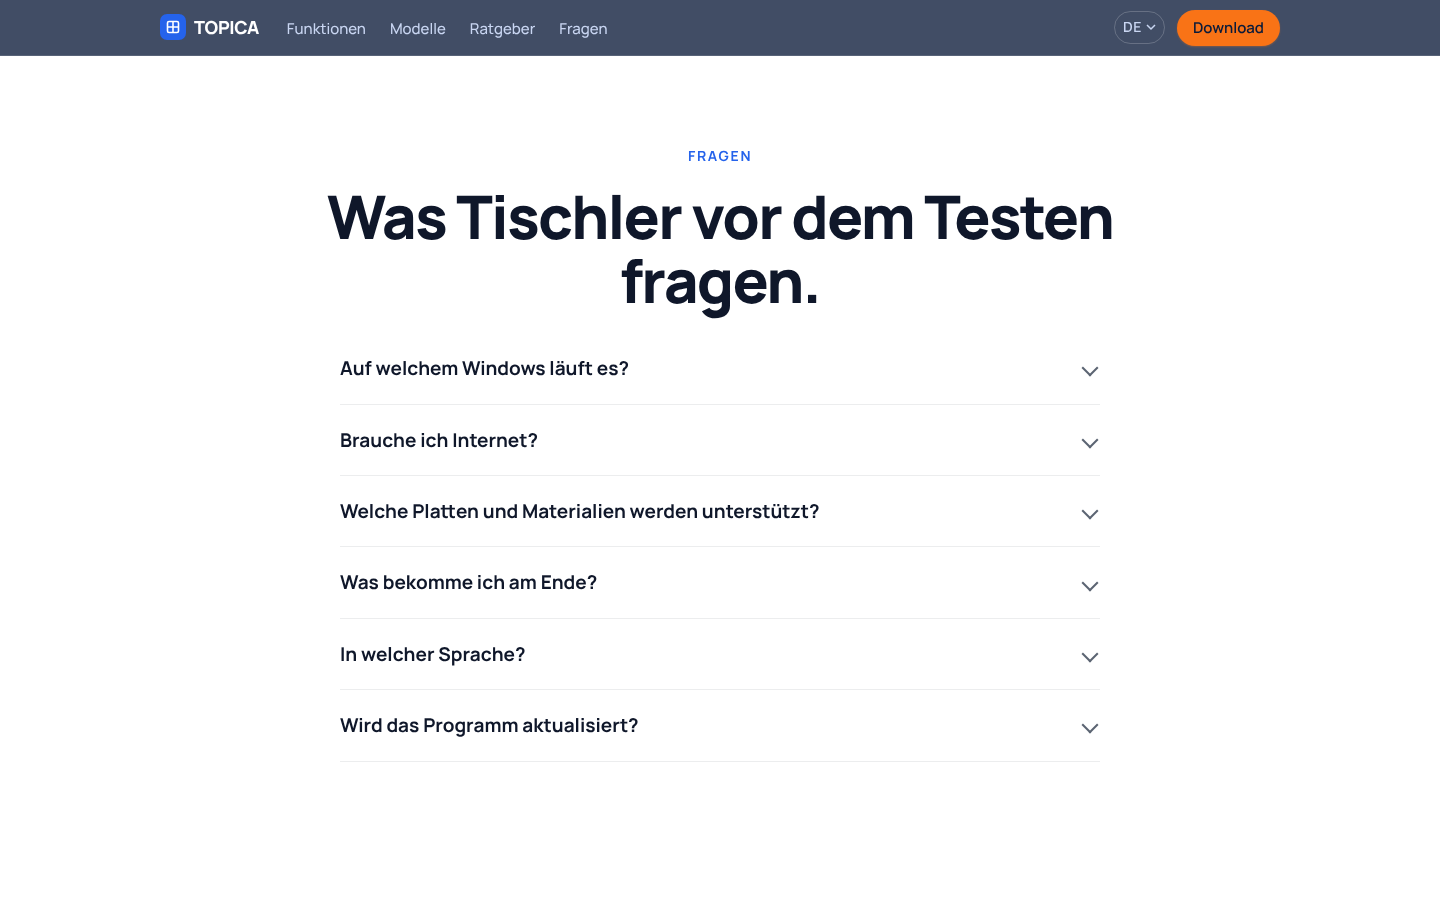 TOPICA Funktionen Modelle Ratgeber Fragen DE Download
FRAGEN
Was Tischler vor dem Testen
fragen.
Auf welchem Windows läuft es?
Brauche ich Internet?
Welche Platten und Materialien werden unterstützt?
Was bekomme ich am Ende?
In welcher Sprache?
Wird das Programm aktualisiert?